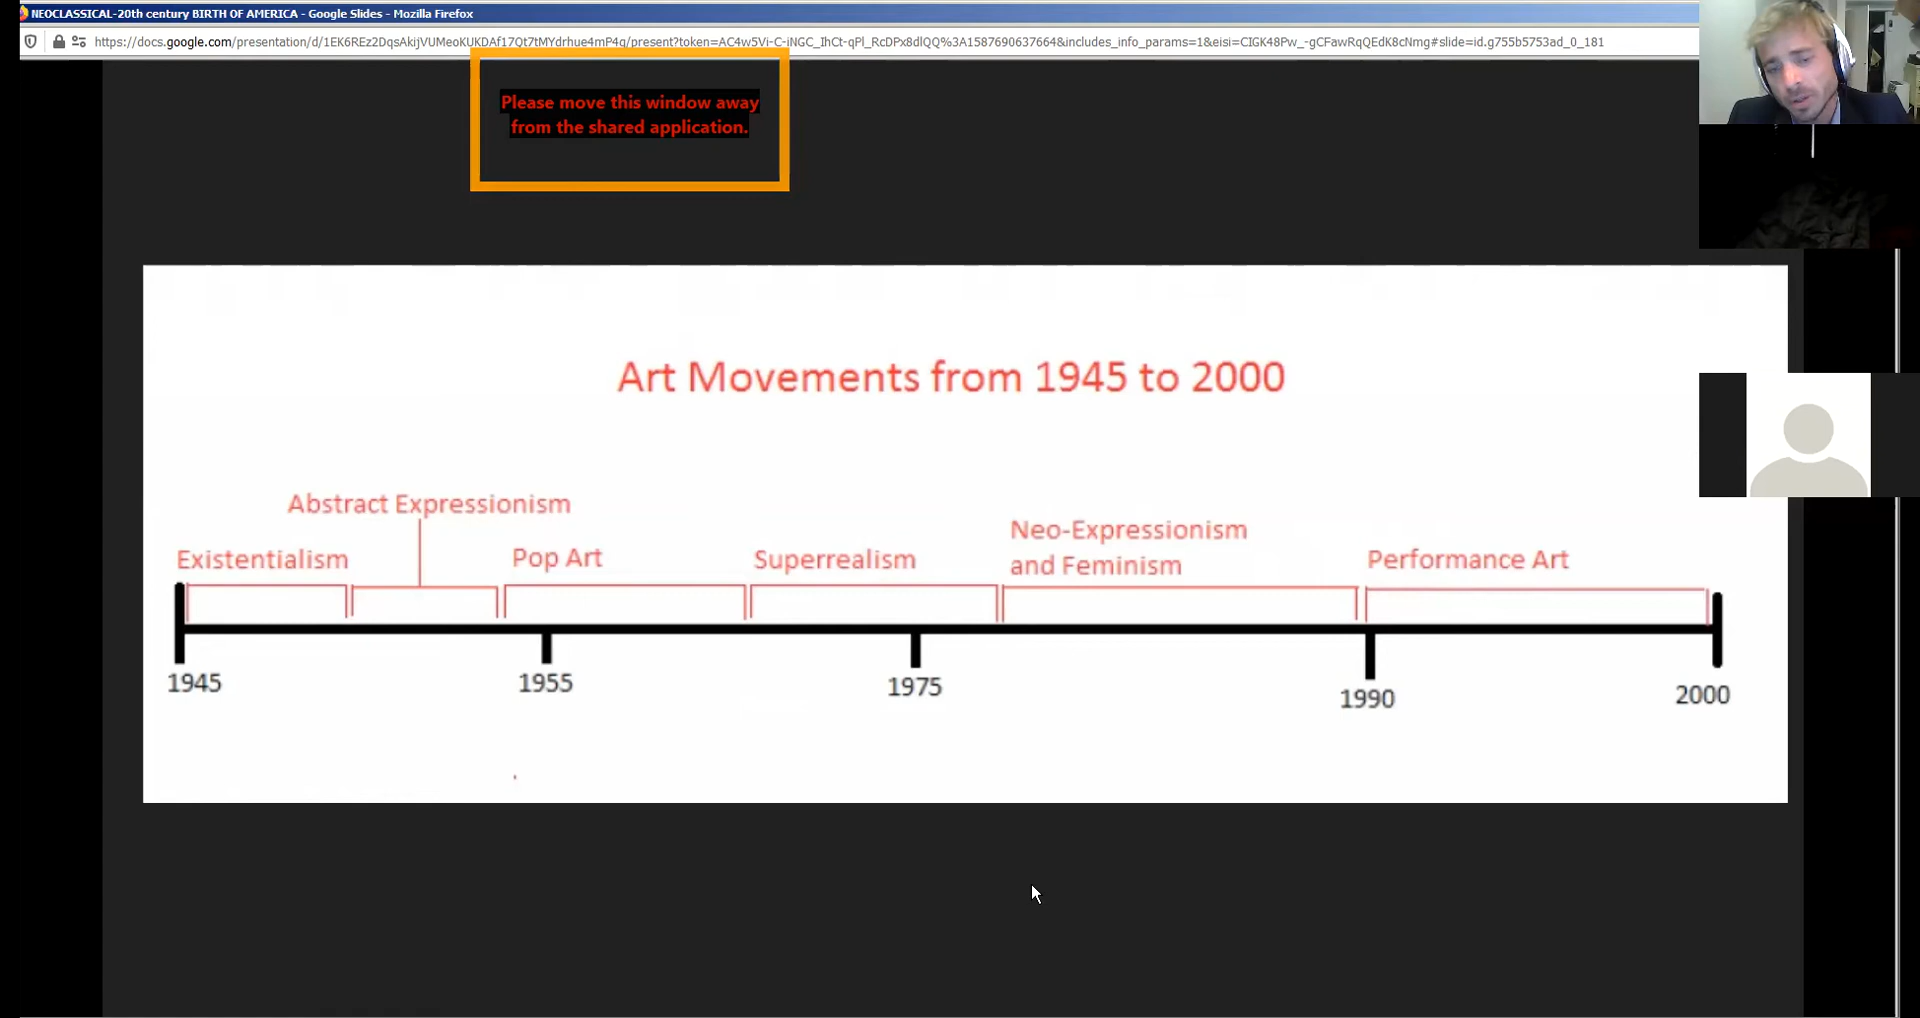 NEOCLASSICAL-20th century BIRTH OF AMERICA - Google Slides - Mozilla Firefox
https://docs.google.com/presentation/d/1EK6REz2DqsAkijVUMeoKUKDAf17Qt7tMYdrhue4mP4g/present?token=AC4w5Vi-C-iNGC_IhCt-qPl_RcDPx8dlQQ%3A1587690637664&includes_info_params=1&eisi=CIGK48Pw_-gCFawRqQEdK8cNmg#slide=id.g755b5753ad_0_181
Please move this window away
from the shared application.
Art Movements from 1945 to 2000
Abstract Expressionism
Existentialism
Pop Art
Superrealism
Neo-Expressionism
and Feminism
Performance Art
1945
1955
1975
1990
2000